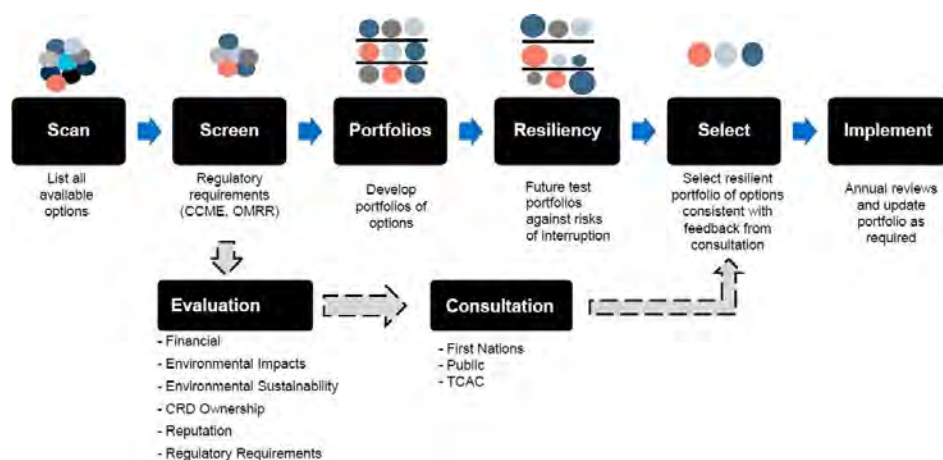 Scan
Screen
Portfolios
Resiliency
Select
Implement
List all
available
options
Regulatory
requirements
(CCME, OMRR)
Develop
portfolios of
options
Future test
portfolios
against risks
of interruption
Select resilient
portfolio of options
consistent with
feedback from
consultation
Annual reviews
and update
portfolio as
required
Evaluation
- Financial
- Environmental Impacts
- Environmental Sustainability
- CRD Ownership
- Reputation
- Regulatory Requirements
Consultation
- First Nations
- Public
- TCAC